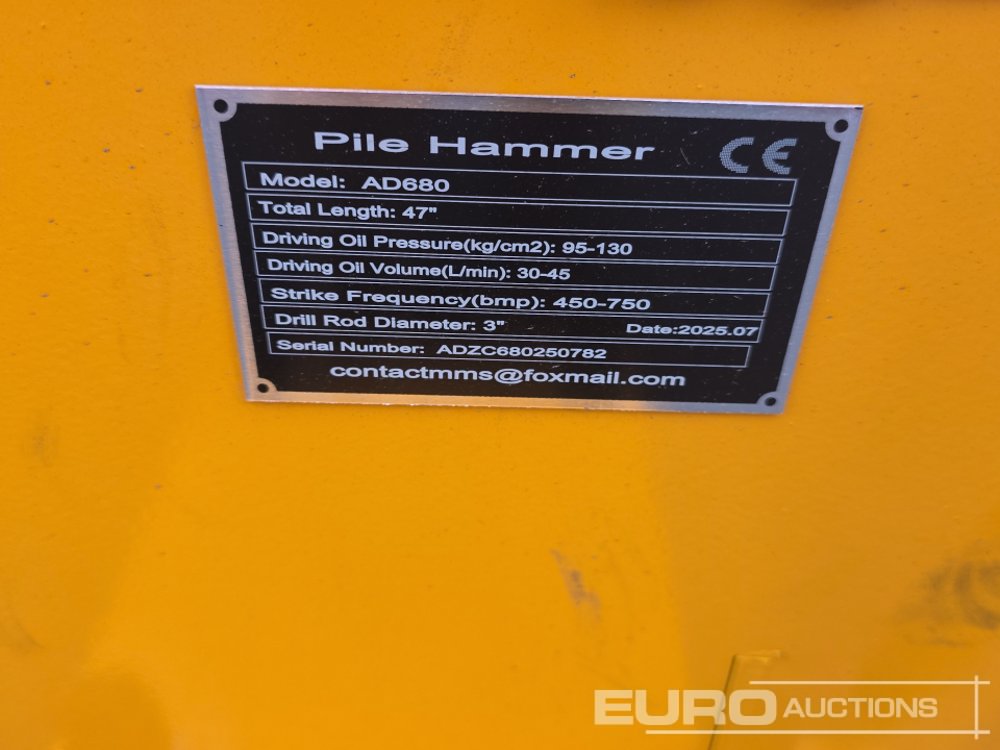 Pile Hammer CE
Model: AD680
Total Length: 47"
Driving Oil Pressure(kg/cm2): 95-130
Driving Oil Volume(L/min): 30-45
Strike Frequency(bmp): 450-750
Drill Rod Diameter: 3" Date:2025.07
Serial Number: ADZC680250782
contactmms@foxmail.com
EURO AUCTIONS